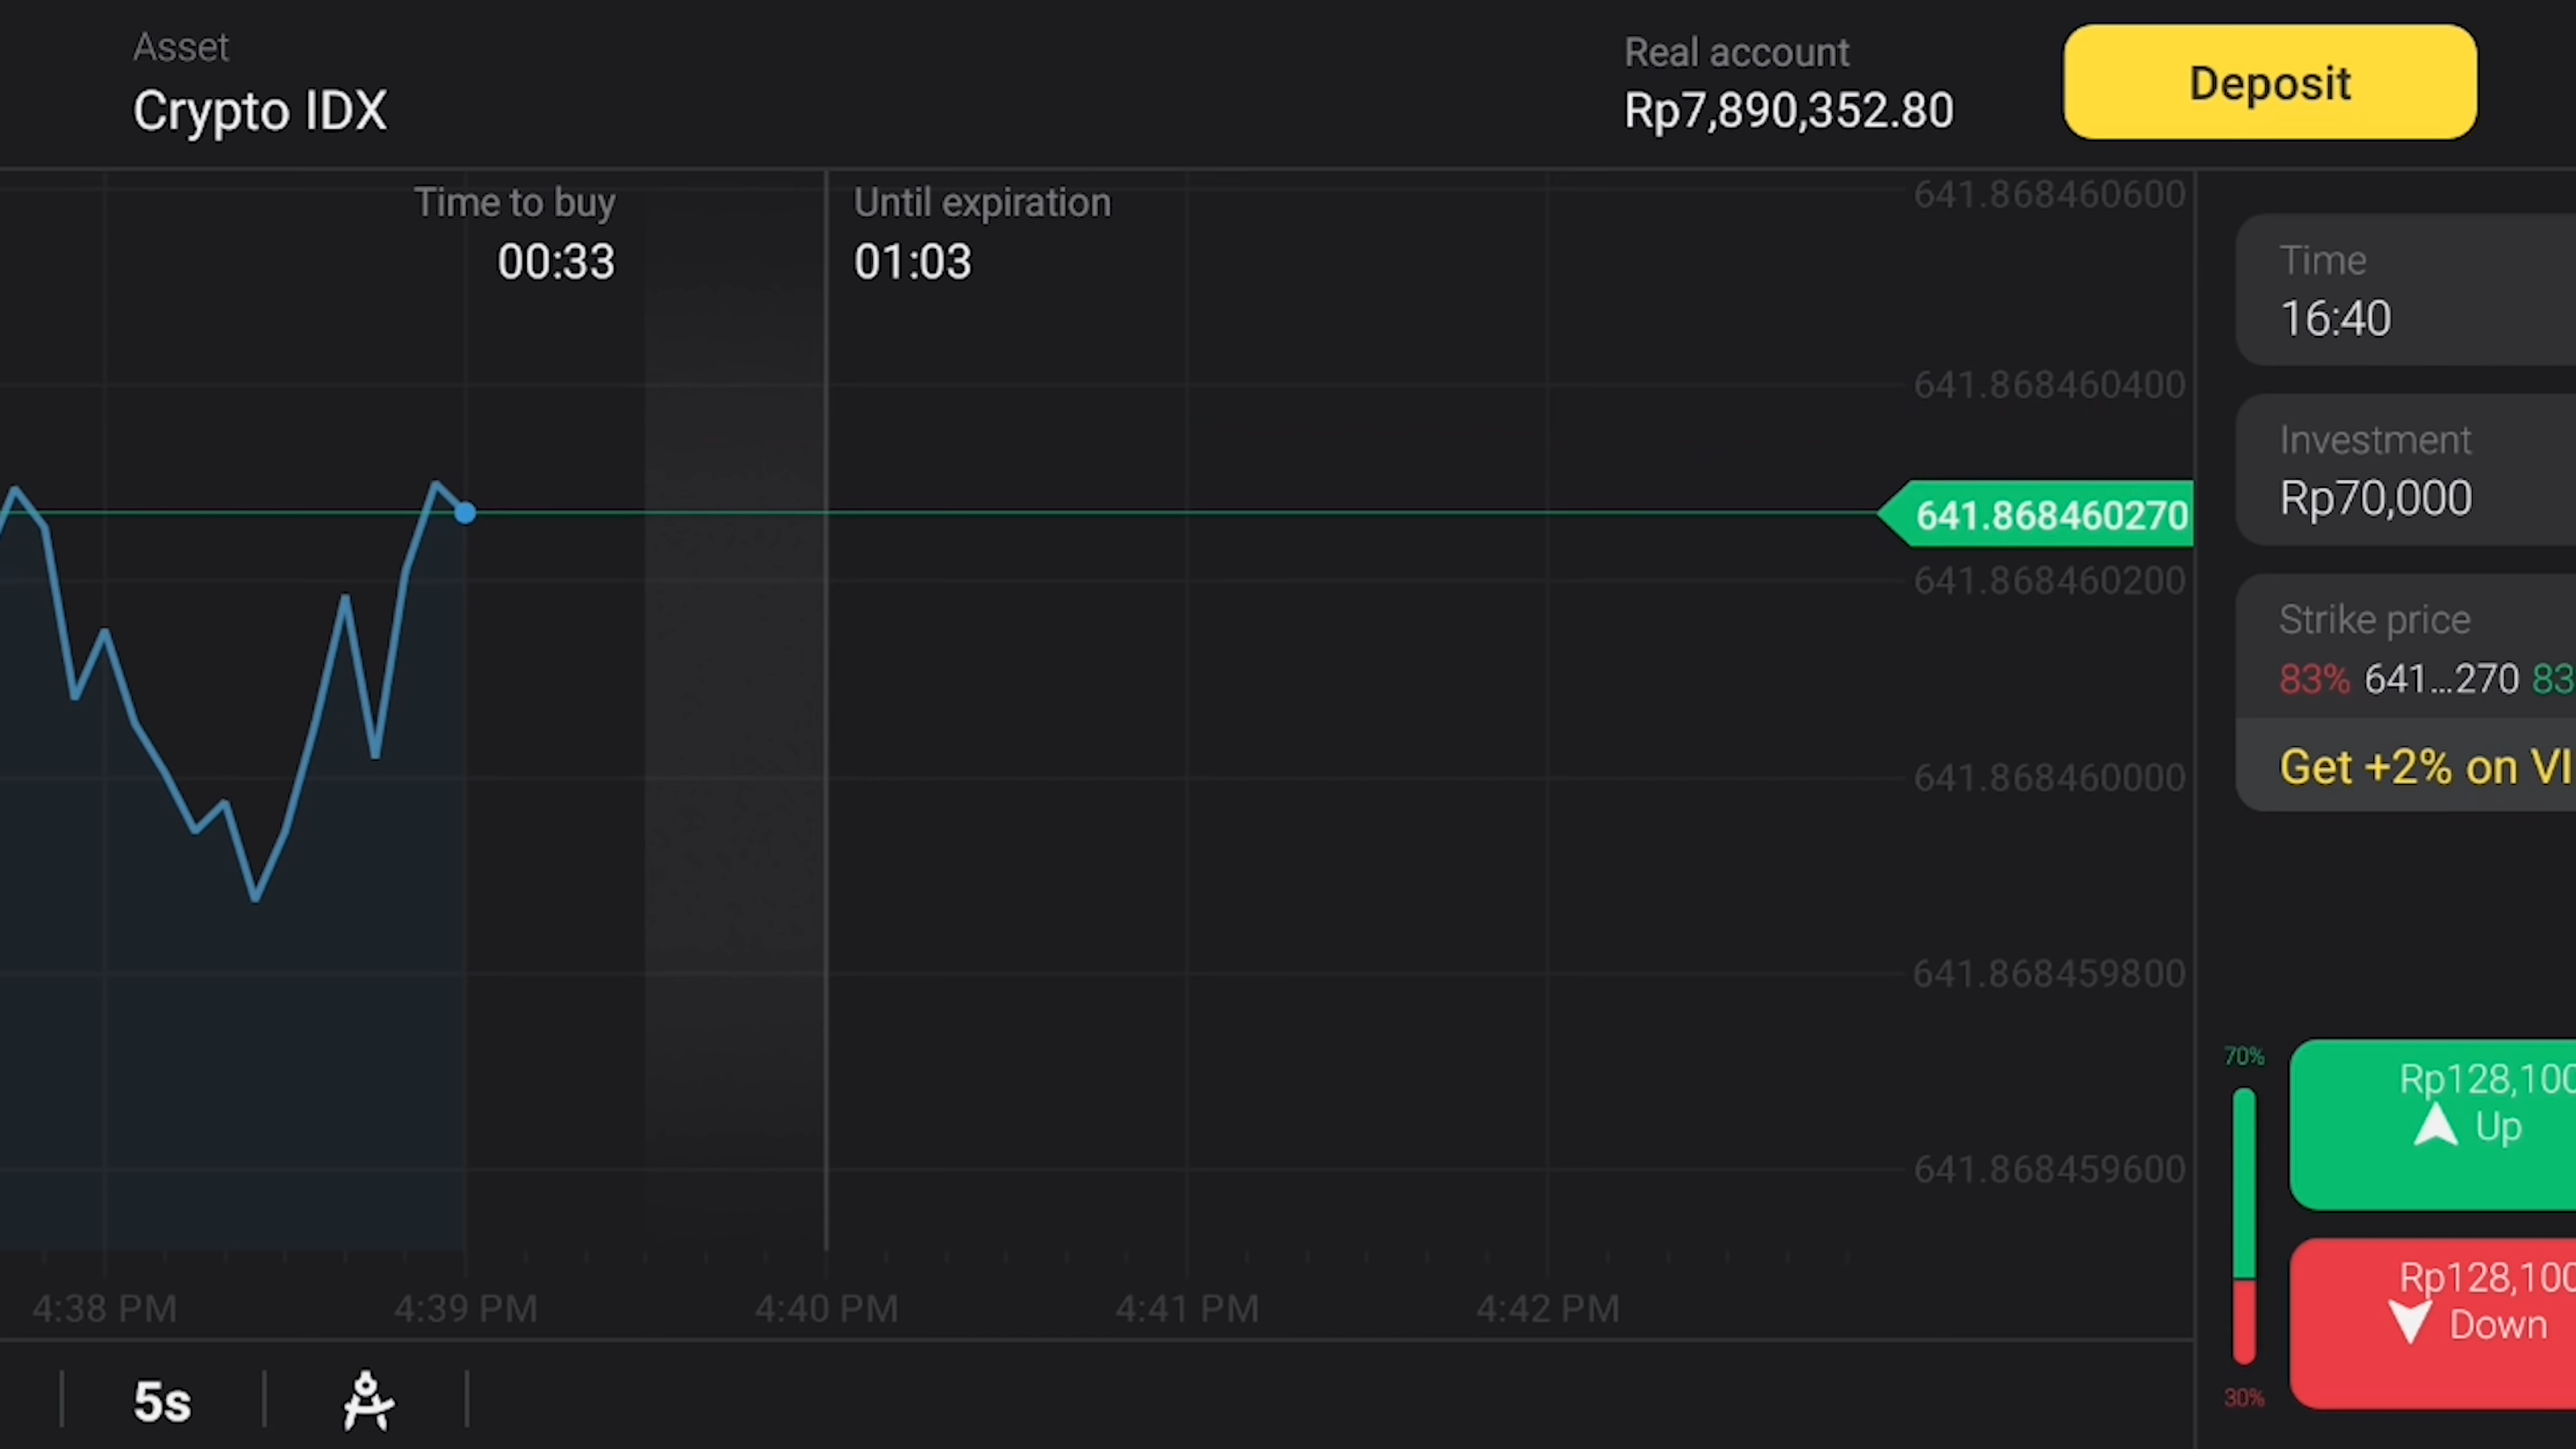 Asset
Crypto IDX
Real account
Rp7,890,352.80
Deposit
Time to buy
00:33
Until expiration
01:03
641.868460600
641.868460400
641.868460270
641.868460200
641.868460000
641.868459800
641.868459600
4:38 PM
4:39 PM
4:40 PM
4:41 PM
4:42 PM
5s
Time
16:40
Investment
Rp70,000
Strike price
83% 641...270 83
Get +2% on VI
70%
Rp128,100
Up
Rp128,100
Down
30%